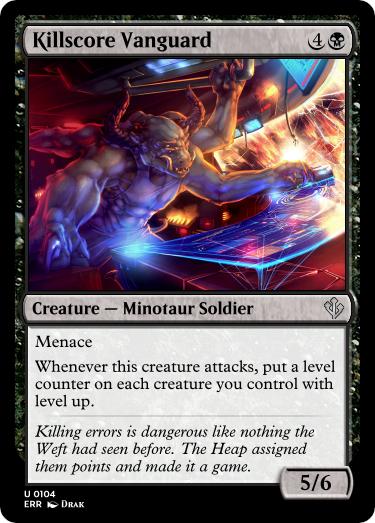 Killscore Vanguard 4
Creature — Minotaur Soldier
Menace
Whenever this creature attacks, put a level
counter on each creature you control with
level up.
Killing errors is dangerous like nothing the
Weft had seen before. The Heap assigned
them points and made it a game.
5/6
U 0104
ERR Drak